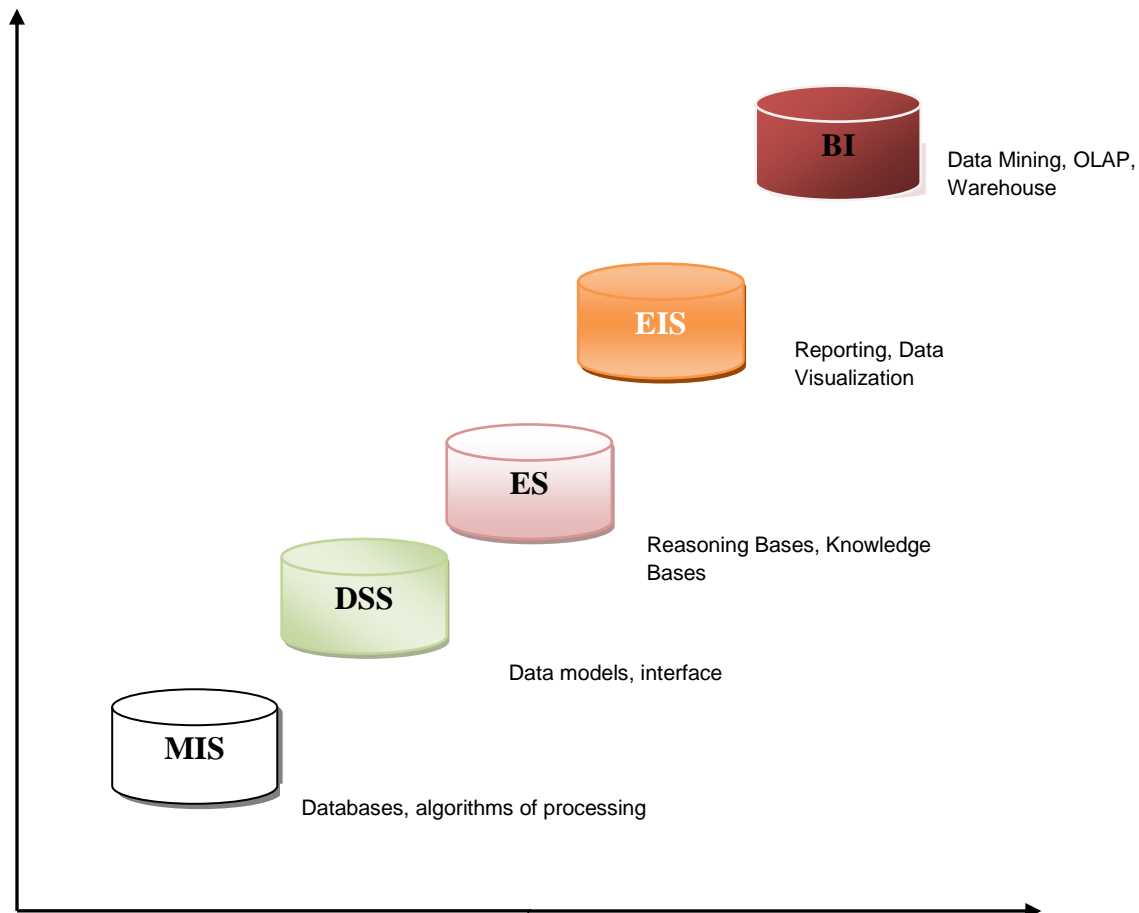 BI
Data Mining, OLAP,
Warehouse
EIS
Reporting, Data
Visualization
ES
Reasoning Bases, Knowledge
Bases
DSS
Data models, interface
MIS
Databases, algorithms of processing